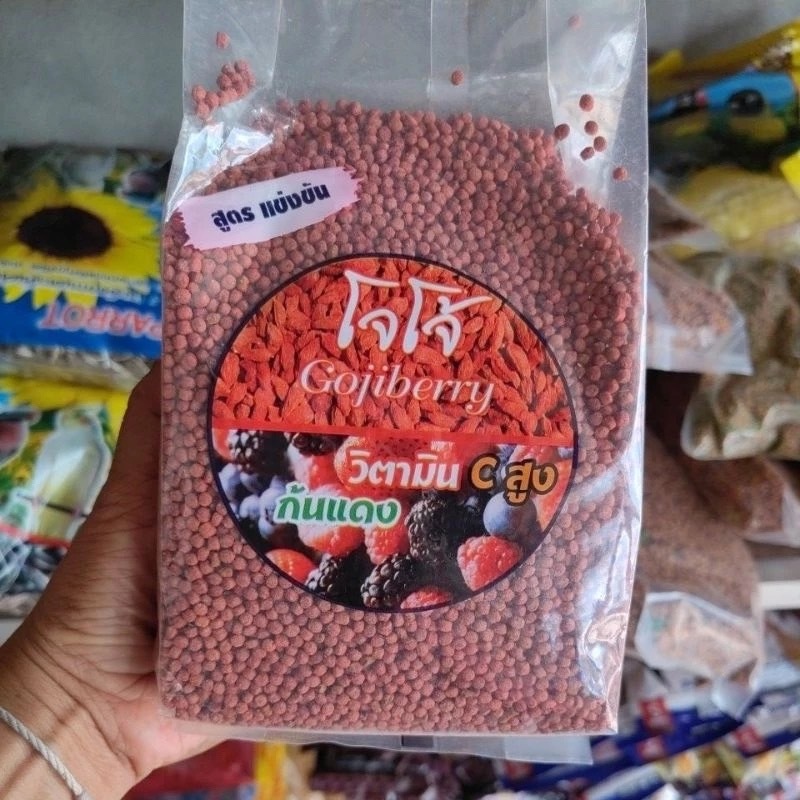 สูตร แข่งขัน
โจโจ้
Gojiberry
วิตามิน C สูง
ก้นแดง
PARROT